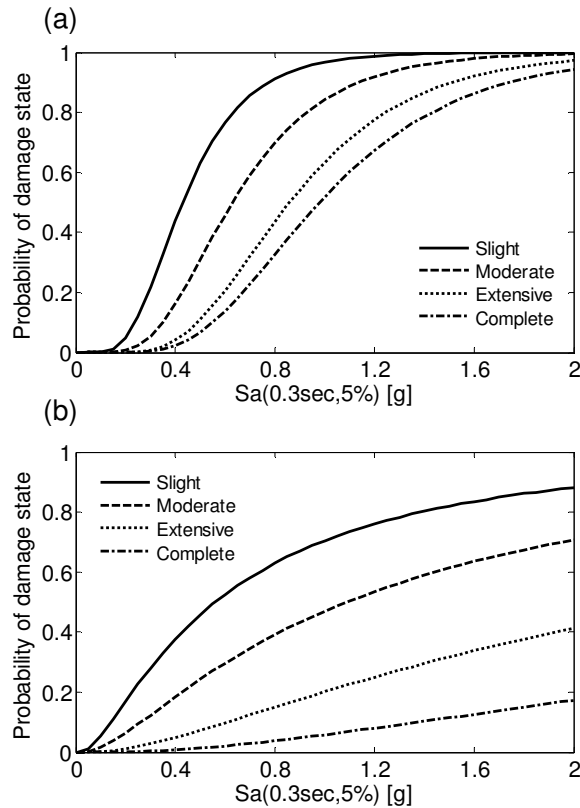 (a)
Probability of damage state
1
0.8
0.6
0.4
0.2
0
Slight
Moderate
Extensive
Complete
0 0.4 0.8 1.2 1.6 2
Sa(0.3sec,5%) [g]
(b)
Probability of damage state
1
0.8
0.6
0.4
0.2
0
Slight
Moderate
Extensive
Complete
0 0.4 0.8 1.2 1.6 2
Sa(0.3sec,5%) [g]